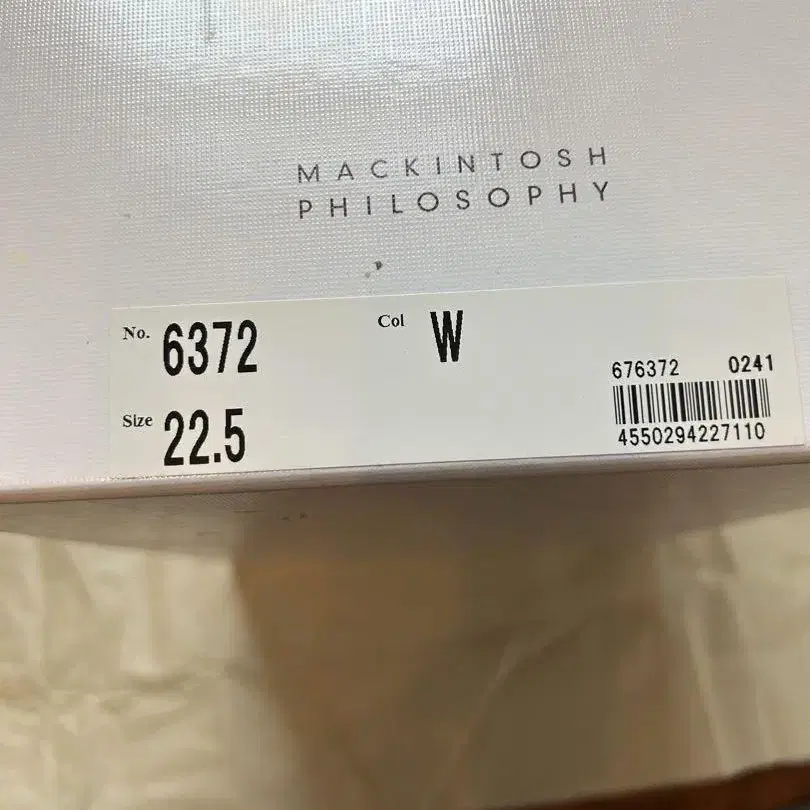 MACKINTOSH
PHILOSOPHY
No. 6372 Col W
Size 22.5
676372 0241
4550294227110